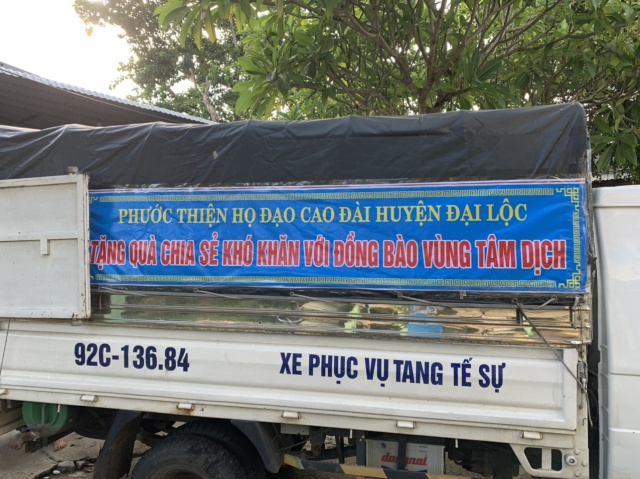 PHƯỚC THIỆN HỌ ĐẠO CAO ĐÀI HUYỆN ĐẠI LỘC
TẶNG QUÀ CHIA SẺ KHÓ KHĂN VỚI ĐỒNG BÀO VÙNG TÂM DỊCH
92C-136.84
XE PHỤC VỤ TANG TẾ SỰ
dongnai